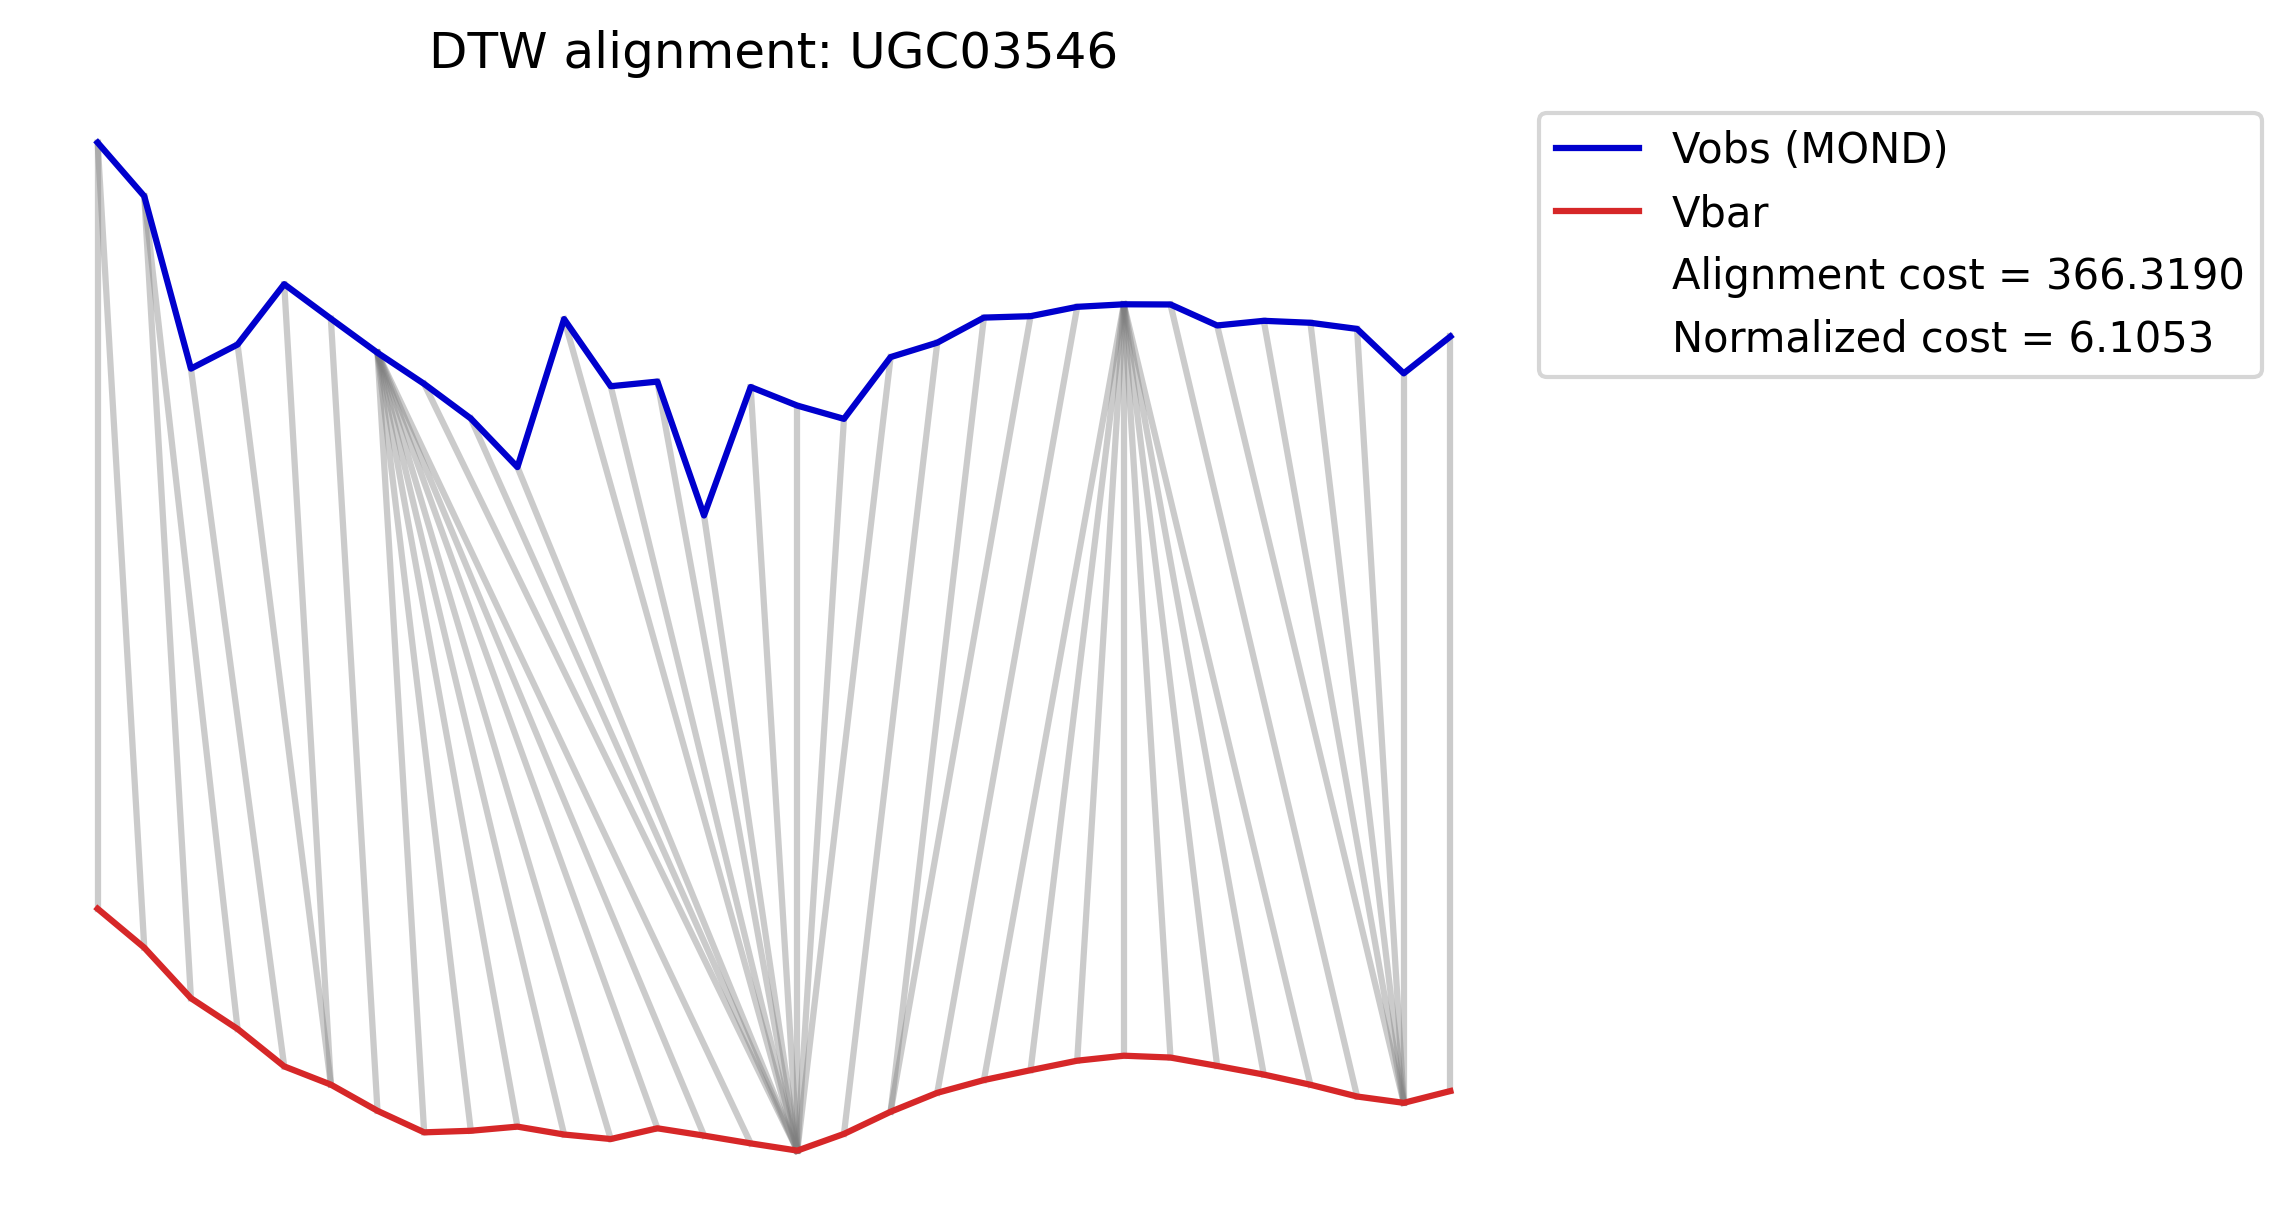 DTW alignment: UGC03546
Vobs (MOND)
Vbar
Alignment cost = 366.3190
Normalized cost = 6.1053